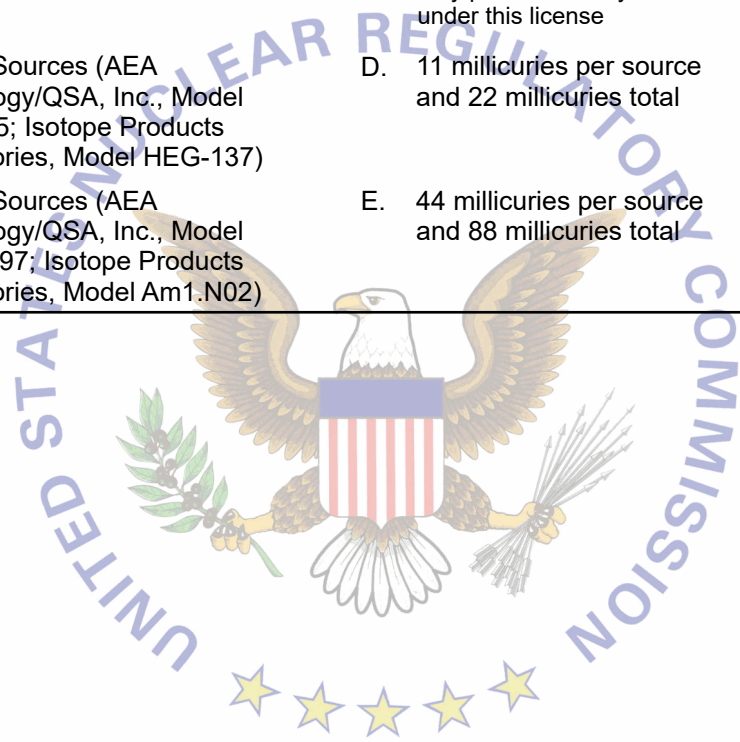 under this license
Sources (AEA
ogy/QSA, Inc., Model
5; Isotope Products
ories, Model HEG-137)
D. 11 millicuries per source
and 22 millicuries total
Sources (AEA
ogy/QSA, Inc., Model
97; Isotope Products
ories, Model Am1.N02)
E. 44 millicuries per source
and 88 millicuries total
UNITED STATES NUCLEAR REGULATORY COMMISSION